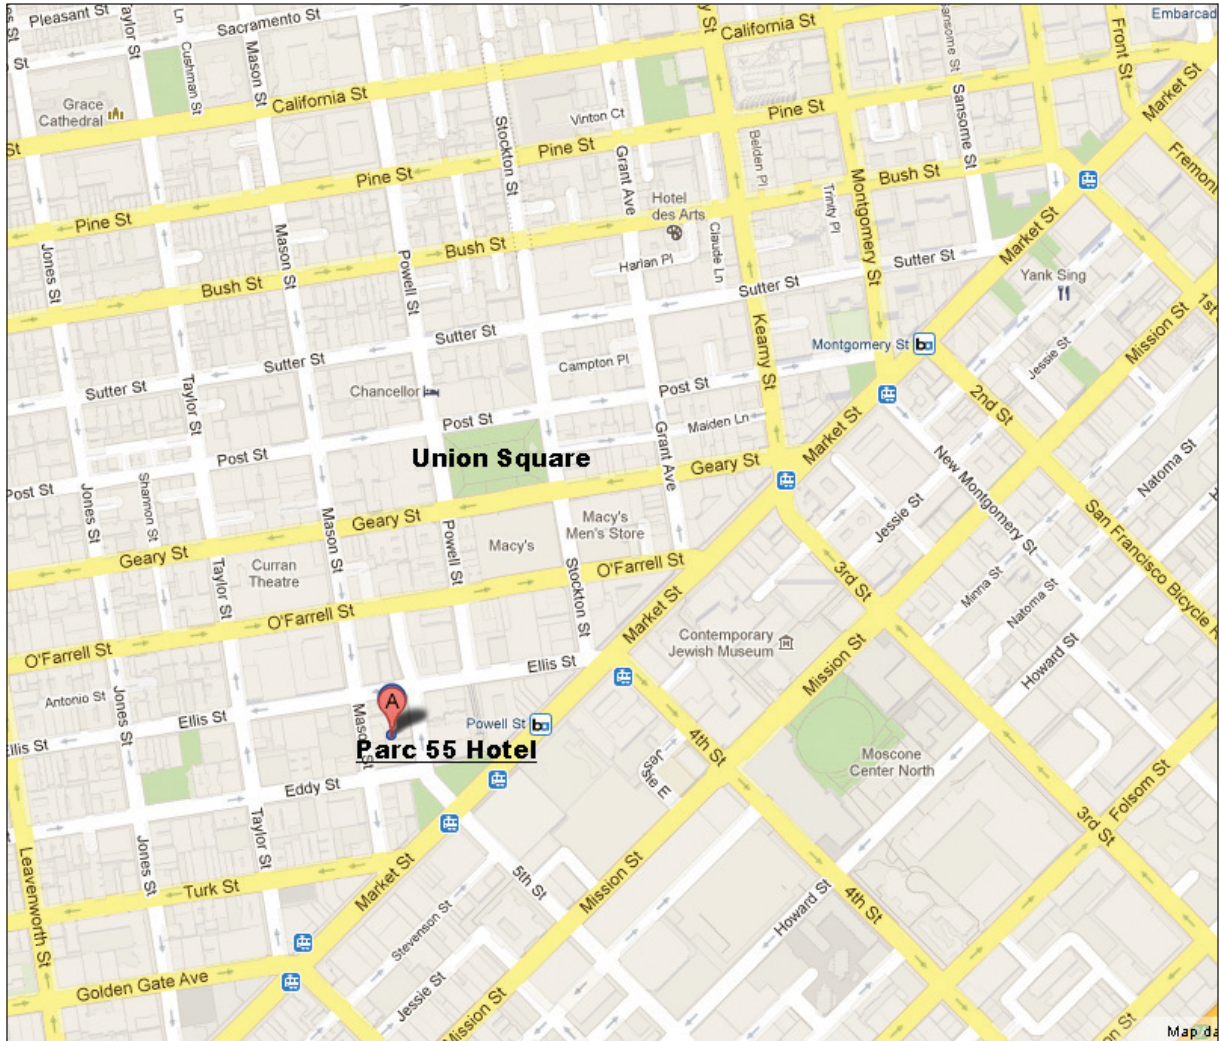 Pleasant St
Taylor St
Ln
Sacramento St
Mason St
Cushman St
California St
Sansome St
Front St
Embarcad
Market St
Grace
Cathedral
California St
Vinton Ct
Pine St
Sansome St
Stockton St
Pine St
Grant Ave
Belden Pl
Bush St
Fremon
Pine St
Pine St
Hotel
des Arts
Montgomery St
Trinity Pl
Jones St
Mason St
Powell St
Bush St
Bush St
Harlan Pl
Claude Ln
Sutter St
Sutter St
Market St
Yank Sing
1st
Mission St
Kearny St
Sutter St
Sutter St
Sutter St
Taylor St
Campton Pl
Montgomery St
Jessie St
Chancellor
Post St
Post St
Maiden Ln
2nd St
Market St
Union Square
Post St
Post St
Grant Ave
Geary St
New Montgomery St
Natoma St
Jones St
Shannon St
Mason St
Geary St
Geary St
Powell St
Macy's
Macy's
Men's Store
Jessie St
San Francisco Bicycle R
Curran
Theatre
Taylor St
O'Farrell St
O'Farrell St
O'Farrell St
Stockton St
Market St
3rd St
Minna St
Natoma St
Contemporary
Jewish Museum
Mission St
Howard St
Ellis St
Antonio St
Jones St
Ellis St
Ellis St
A
Mason St
Parc 55 Hotel
Powell St
4th St
Jessie E
Moscone
Center North
Eddy St
Taylor St
Jones St
Folsom St
3rd St
Leavenworth St
Turk St
Market St
5th St
Mission St
4th St
Howard St
Stevenson St
Golden Gate Ave
Jessie St
Mission St
on St
Map da